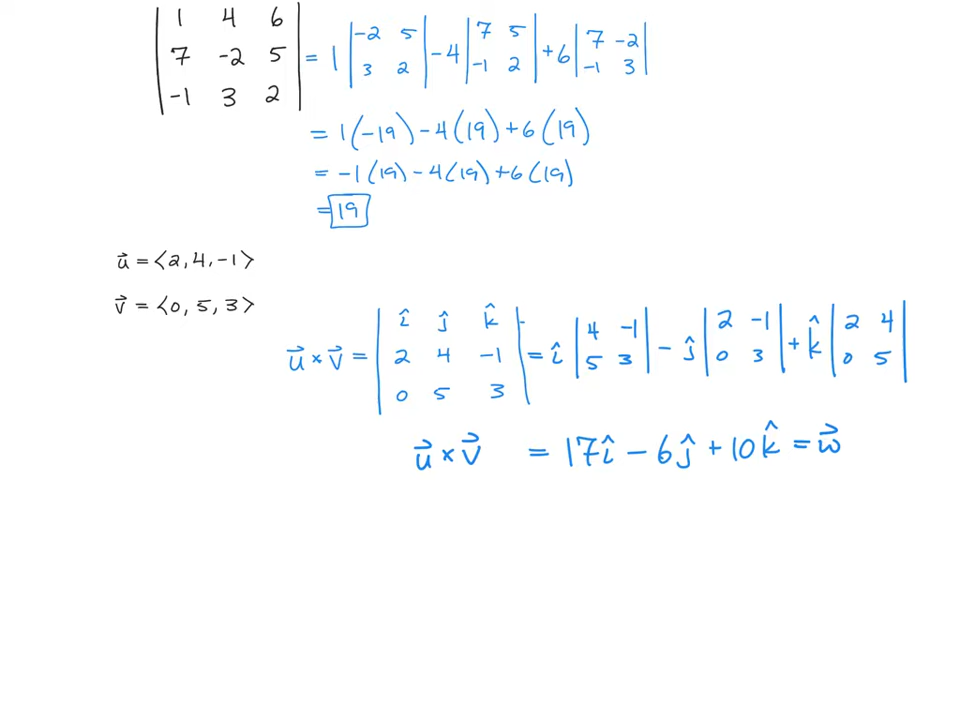 | 1 4 6 |
| 7 -2 5 | = 1 | -2 5 | - 4 | 7 5 | + 6 | 7 -2 |
| -1 3 2 | | 3 2 | | -1 2 | | -1 3 |
= 1(-19) - 4(19) + 6(19)
= -1(19) - 4(19) + 6(19)
= 19
u⃗ = ⟨2, 4, -1⟩
v⃗ = ⟨0, 5, 3⟩
| î ĵ k̂ |
u⃗ × v⃗ = | 2 4 -1 | = î | 4 -1 | - ĵ | 2 -1 | + k̂ | 2 4 |
| 0 5 3 | | 5 3 | | 0 3 | | 0 5 |
u⃗ × v⃗ = 17î - 6ĵ + 10k̂ = w⃗